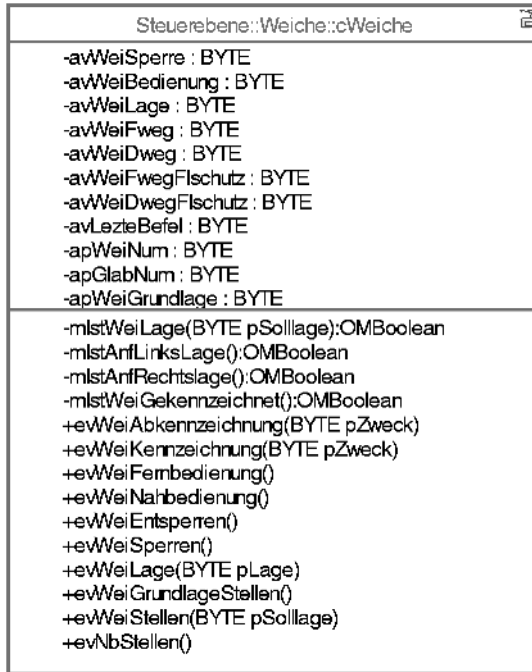 Steuerebene::Weiche::cWeiche
-avWeiSperre : BYTE
-avWeiBedienung : BYTE
-avWeiLage : BYTE
-avWeiFweg : BYTE
-avWeiDweg : BYTE
-avWeiFwegFlschutz : BYTE
-avWeiDwegFlschutz : BYTE
-avLezteBefel : BYTE
-apWeiNum : BYTE
-apGlabNum : BYTE
-apWeiGrundlage : BYTE
-mIstWeiLage(BYTE pSolllage):OMBoolean
-mIstAnfLinksLage():OMBoolean
-mIstAnfRechtslage():OMBoolean
-mIstWeiGekennzeichnet():OMBoolean
+evWeiAbkennzeichnung(BYTE pZweck)
+evWeiKennzeichnung(BYTE pZweck)
+evWeiFernbedienung()
+evWeiNahbedienung()
+evWeiEntsperren()
+evWeiSperren()
+evWeiLage(BYTE pLage)
+evWeiGrundlageStellen()
+evWeiStellen(BYTE pSolllage)
+evNbStellen()